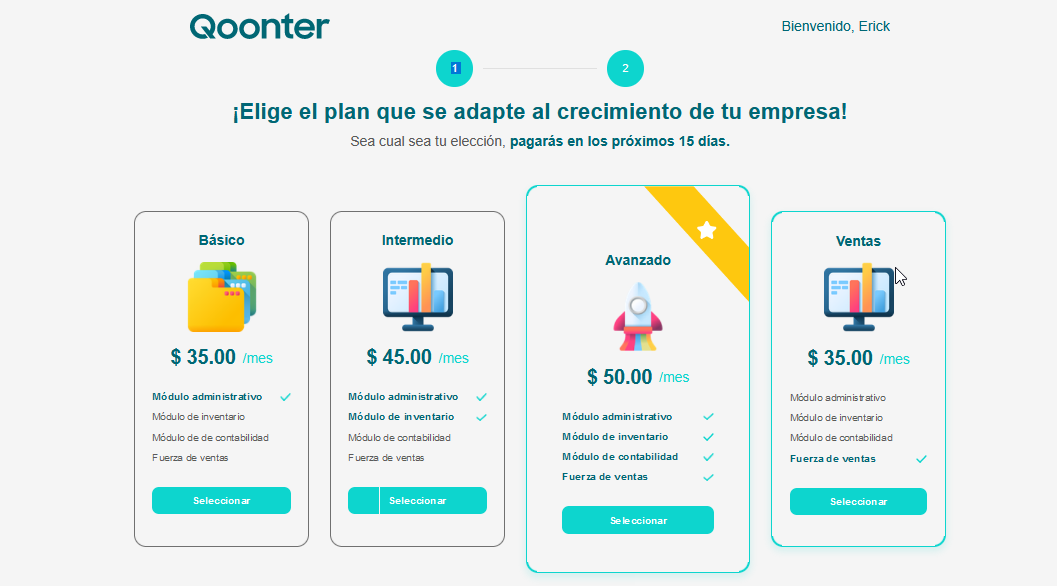 Qoonter
Bienvenido, Erick
1
2
¡Elige el plan que se adapte al crecimiento de tu empresa!
Sea cual sea tu elección, pagarás en los próximos 15 días.
Básico
$ 35.00 /mes
Módulo administrativo
Módulo de inventario
Módulo de de contabilidad
Fuerza de ventas
Seleccionar
Intermedio
$ 45.00 /mes
Módulo administrativo
Módulo de inventario
Módulo de contabilidad
Fuerza de ventas
Seleccionar
Avanzado
$ 50.00 /mes
Módulo administrativo
Módulo de inventario
Módulo de contabilidad
Fuerza de ventas
Seleccionar
Ventas
$ 35.00 /mes
Módulo administrativo
Módulo de inventario
Módulo de contabilidad
Fuerza de ventas
Seleccionar